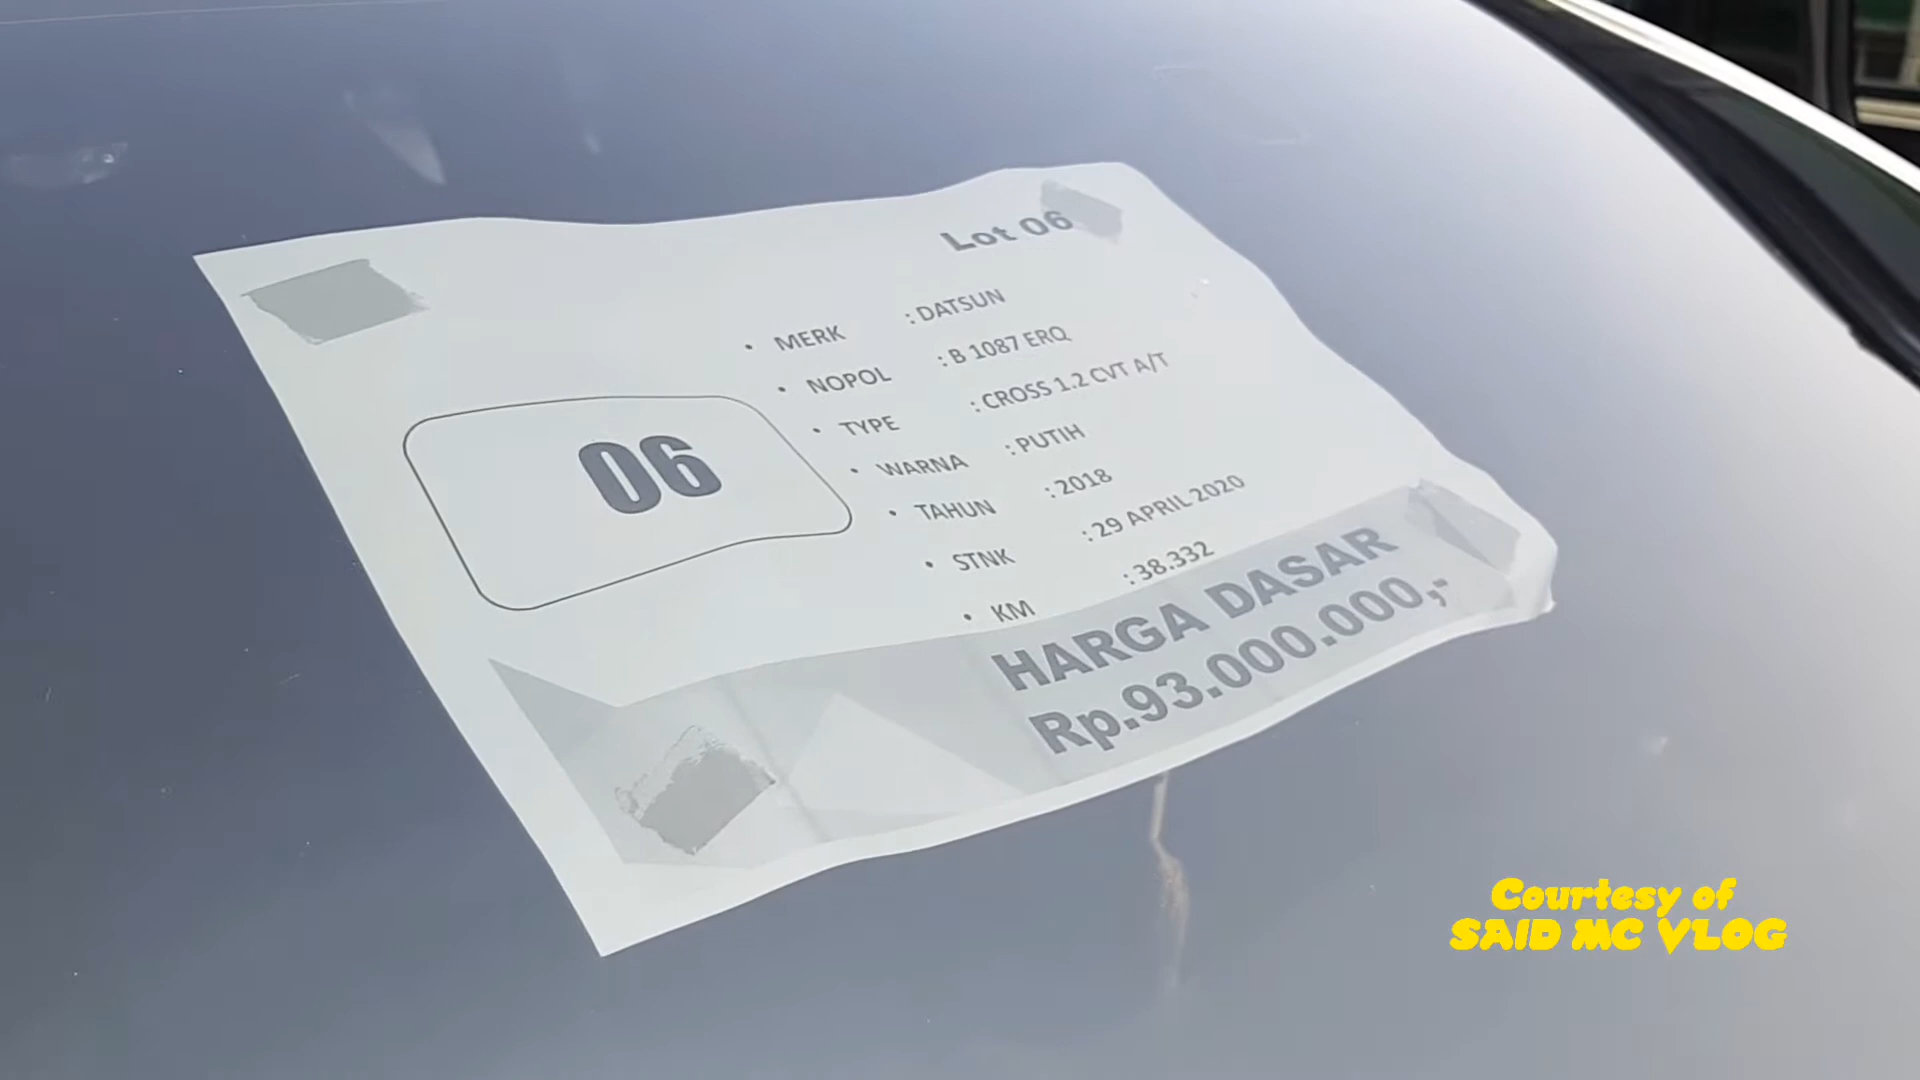 Lot 06
06
• MERK : DATSUN
• NOPOL : B 1087 ERQ
• TYPE : CROSS 1.2 CVT A/T
• WARNA : PUTIH
• TAHUN : 2018
• STNK : 29 APRIL 2020
• KM : 38.332
HARGA DASAR
Rp.93.000.000,-
Courtesy of
SAID MC VLOG